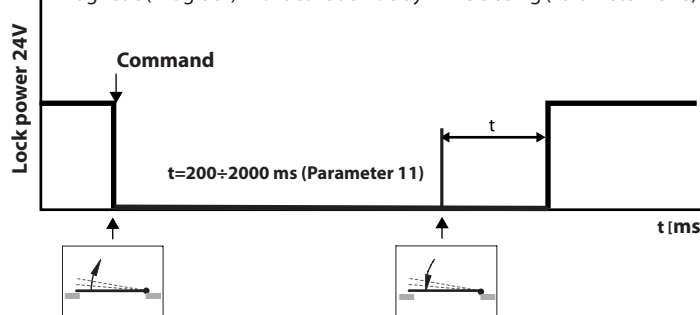 Command
Lock power 24V
t
t=200÷2000 ms (Parameter 11)
t [ms